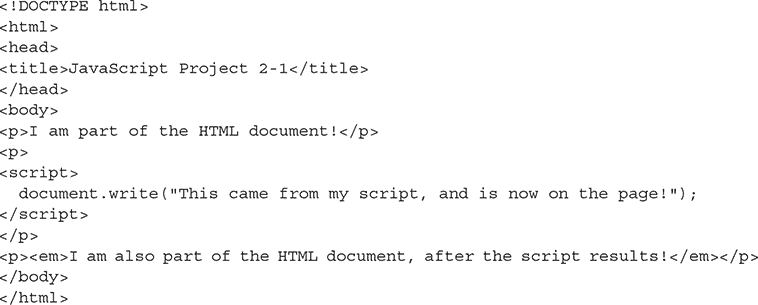 <!DOCTYPE html>
<html>
<head>
<title>JavaScript Project 2-1</title>
</head>
<body>
<p>I am part of the HTML document!</p>
<p>
<script>
  document.write("This came from my script, and is now on the page!");
</script>
</p>
<p><em>I am also part of the HTML document, after the script results!</em></p>
</body>
</html>